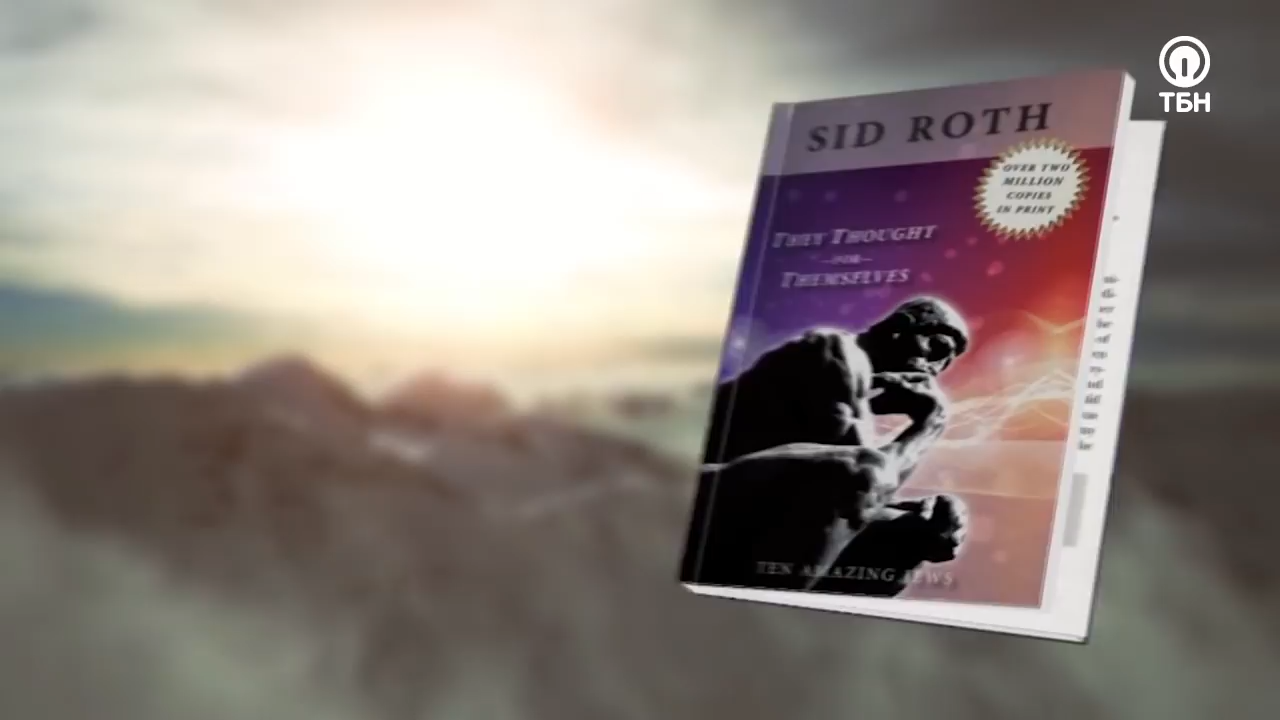 ТБН
SID ROTH
OVER TWO
MILLION
COPIES
IN PRINT
THEY THOUGHT
FOR
THEMSELVES
TEN AMAZING JEWS